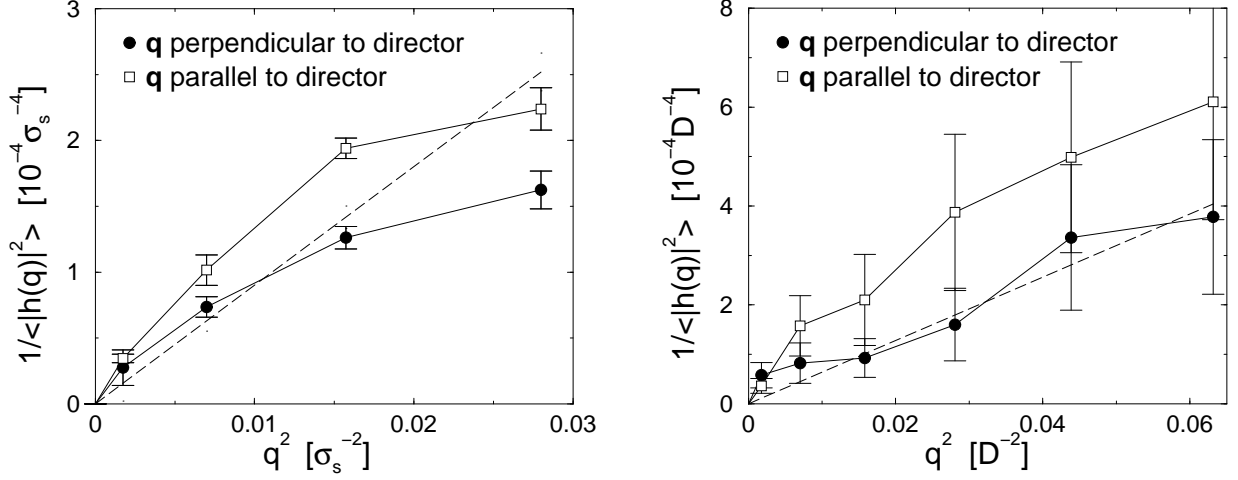 3
2
1
0
1/<|h(q)|²> [10⁻⁴σₛ⁻⁴]
● q perpendicular to director
□ q parallel to director
0 0.01 0.02 0.03
q² [σₛ⁻²]
8
6
4
2
0
1/<|h(q)|²> [10⁻⁴D⁻⁴]
● q perpendicular to director
□ q parallel to director
0 0.02 0.04 0.06
q² [D⁻²]